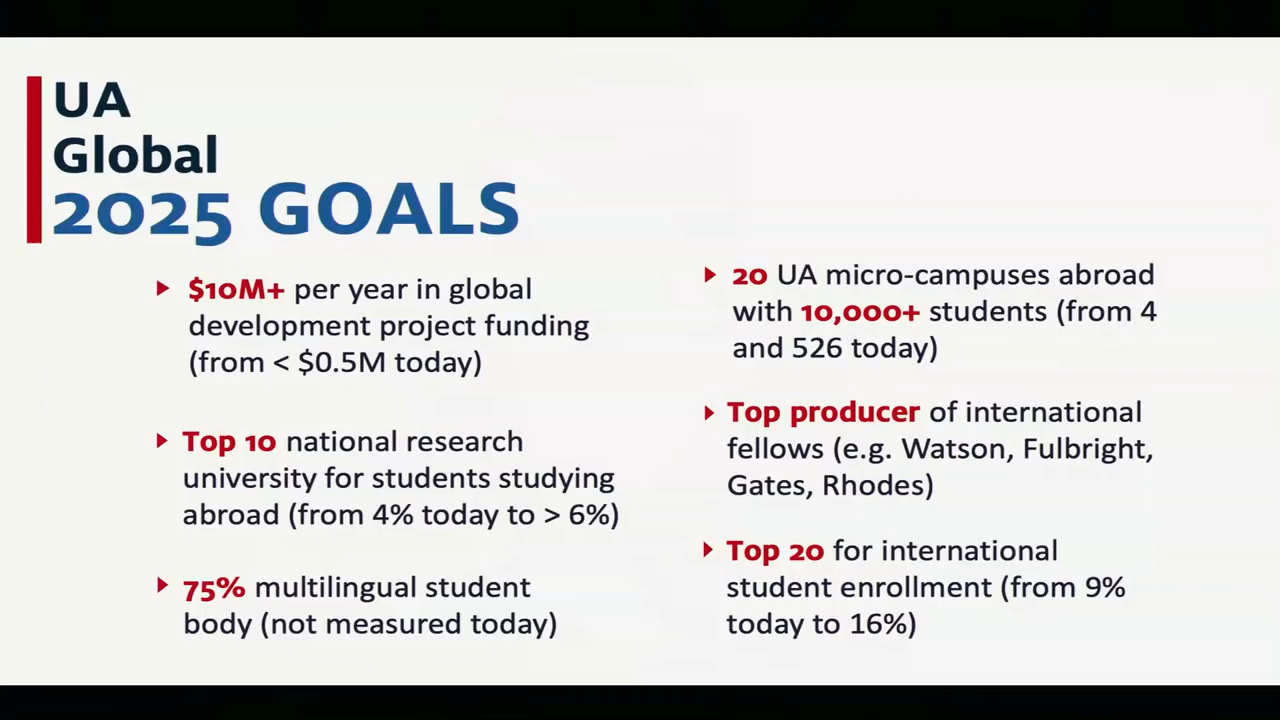 UA
Global
2025 GOALS
$10M+ per year in global
development project funding
(from < $0.5M today)
Top 10 national research
university for students studying
abroad (from 4% today to > 6%)
75% multilingual student
body (not measured today)
20 UA micro-campuses abroad
with 10,000+ students (from 4
and 526 today)
Top producer of international
fellows (e.g. Watson, Fulbright,
Gates, Rhodes)
Top 20 for international
student enrollment (from 9%
today to 16%)